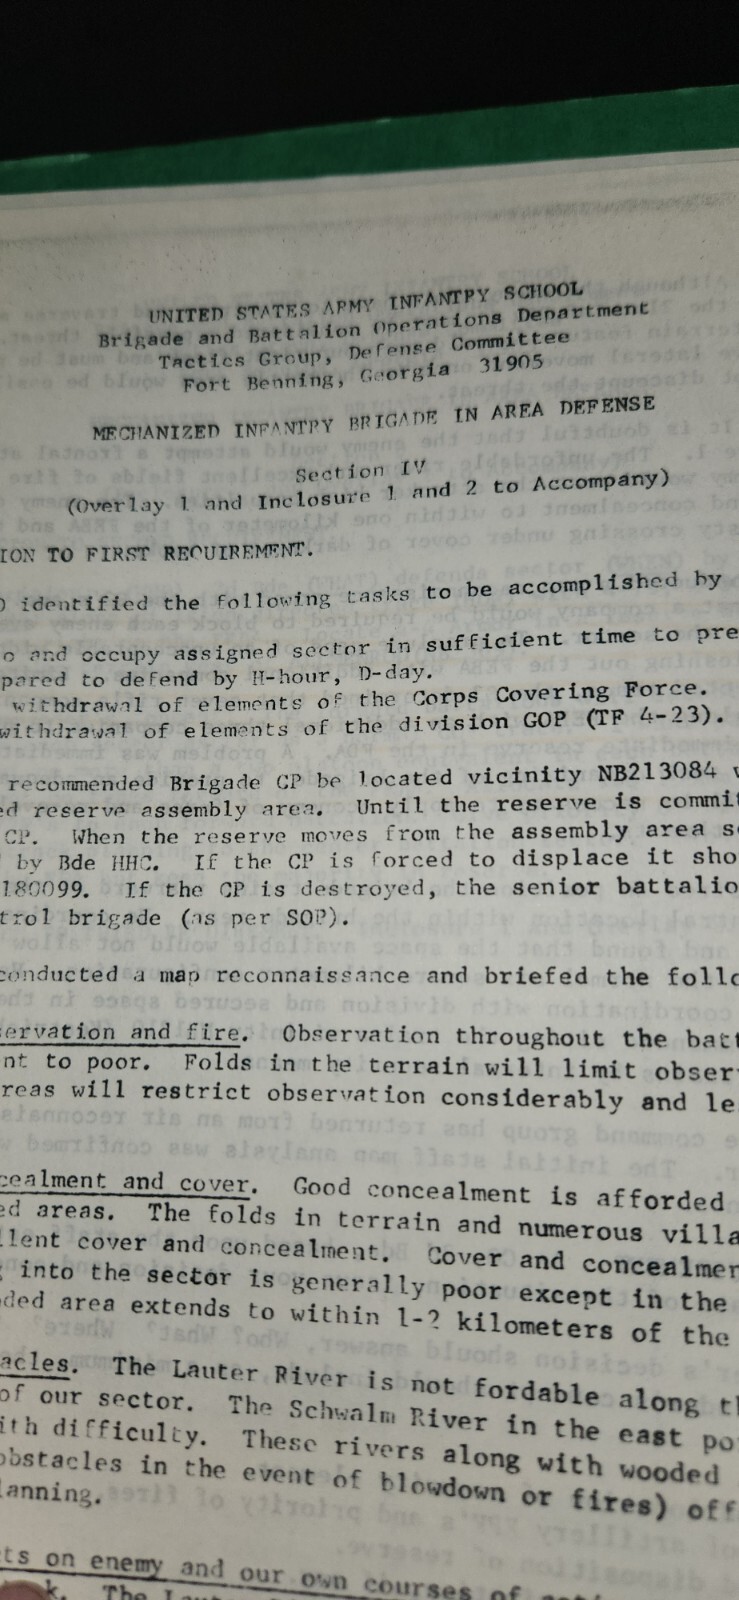 UNITED STATES ARMY INFANTRY SCHOOL
Brigade and Battalion Operations Department
Tactics Group, Defense Committee
Fort Benning, Georgia 31905
MECHANIZED INFANTRY BRIGADE IN AREA DEFENSE
Section IV
(Overlay 1 and Inclosure 1 and 2 to Accompany)
ION TO FIRST REQUIREMENT.
O identified the following tasks to be accomplished by
o and occupy assigned sector in sufficient time to pre
pared to defend by H-hour, D-day.
withdrawal of elements of the Corps Covering Force.
withdrawal of elements of the division GOP (TF 4-23).
recommended Brigade CP be located vicinity NB213084 w
ed reserve assembly area. Until the reserve is commit
CP. When the reserve moves from the assembly area s
by Bde HHC. If the CP is forced to displace it sho
180099. If the CP is destroyed, the senior battalio
trol brigade (as per SOP).
conducted a map reconnaissance and briefed the follo
servation and fire. Observation throughout the batt
nt to poor. Folds in the terrain will limit obser
reas will restrict observation considerably and le
cealment and cover. Good concealment is afforded
ed areas. The folds in terrain and numerous villa
llent cover and concealment. Cover and concealmen
g into the sector is generally poor except in the
ded area extends to within 1-2 kilometers of the
acles. The Lauter River is not fordable along th
of our sector. The Schwalm River in the east po
ith difficulty. These rivers along with wooded
obstacles in the event of blowdown or fires) off
lanning.
ts on enemy and our own courses of
k. The